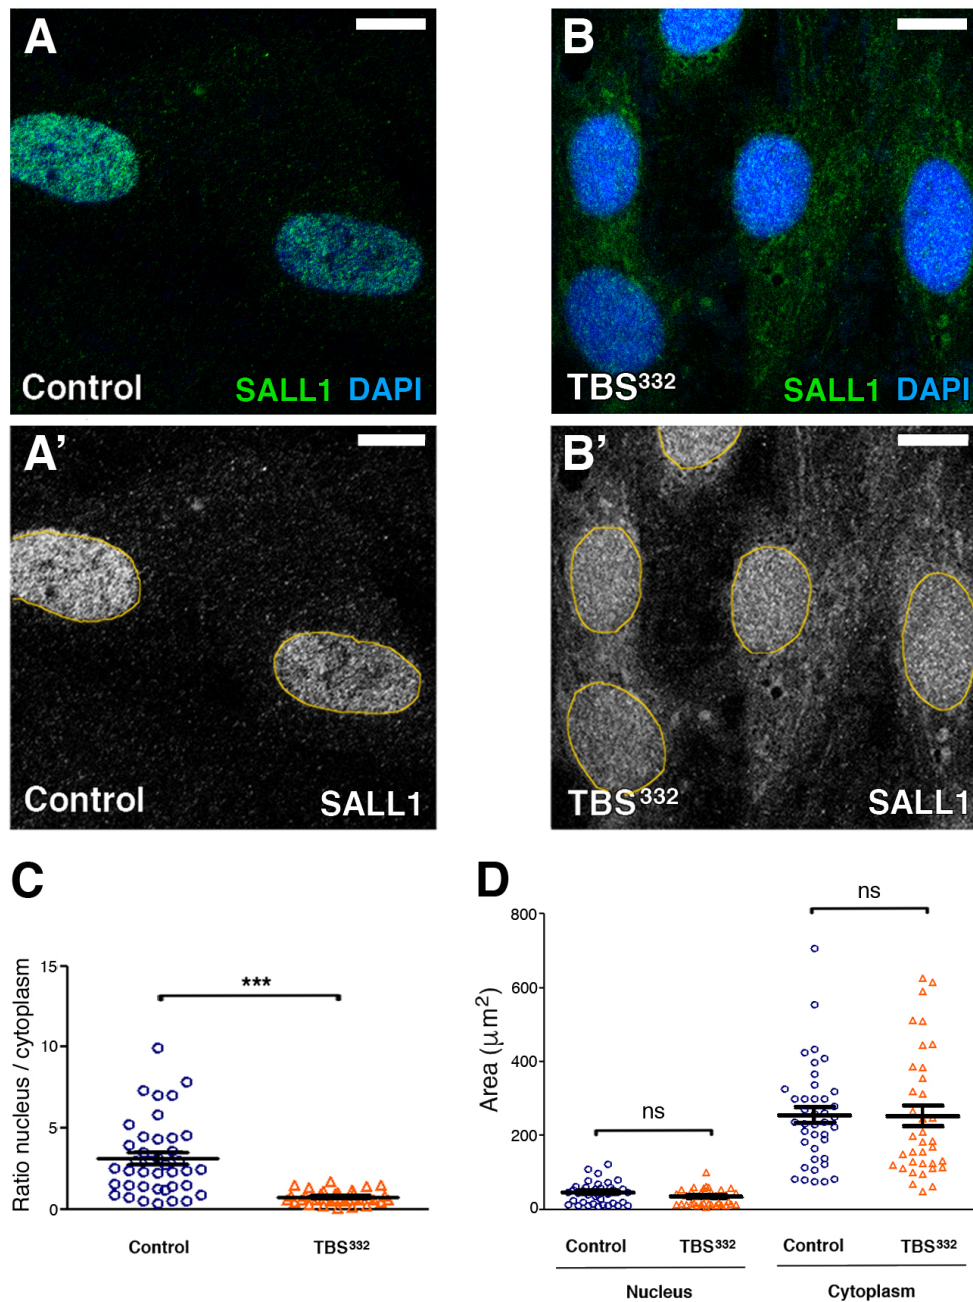 A
Control
SALL1 DAPI
B
TBS³³²
SALL1 DAPI
A'
Control
SALL1
B'
TBS³³²
SALL1
C
Ratio nucleus / cytoplasm
15
10
5
0
***
Control
TBS³³²
D
Area (μm²)
800
600
400
200
0
ns
ns
Control
TBS³³²
Control
TBS³³²
Nucleus
Cytoplasm